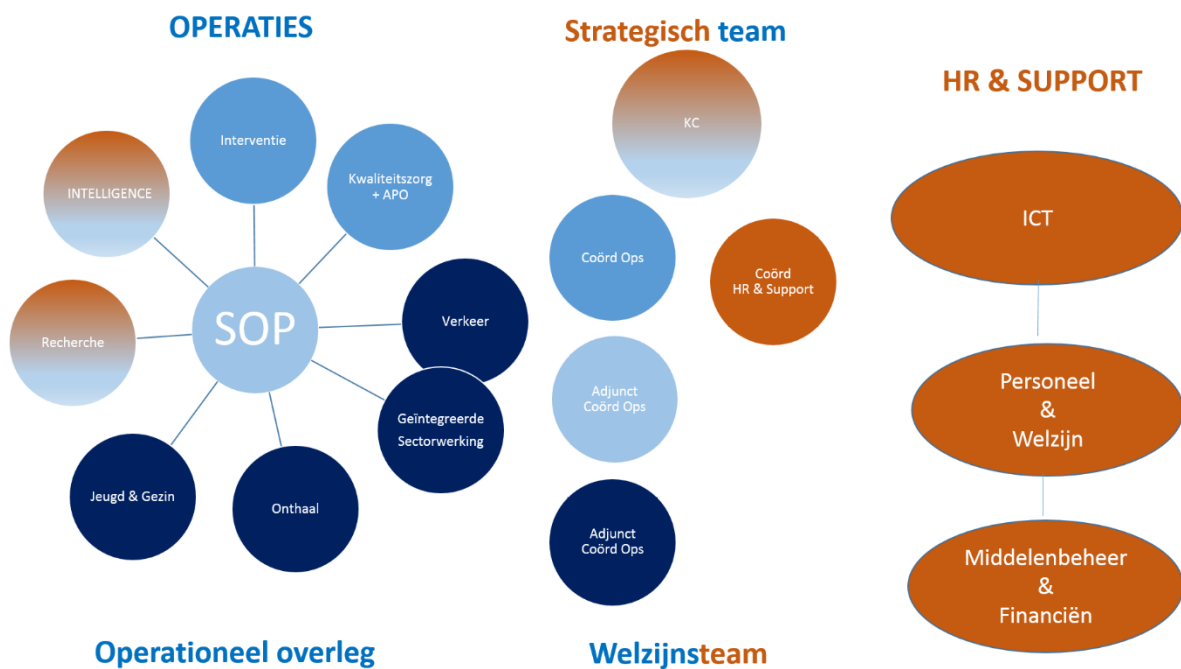 OPERATIES
Interventie
INTELLIGENCE
Kwaliteitszorg
+ APO
SOP
Verkeer
Recherche
Geïntegreerde
Sectorwerking
Jeugd & Gezin
Onthaal
Operationeel overleg
Strategisch team
KC
Coörd Ops
Coörd
HR & Support
Adjunct
Coörd Ops
Adjunct
Coörd Ops
Welzijnsteam
HR & SUPPORT
ICT
Personeel
&
Welzijn
Middelenbeheer
&
Financiën